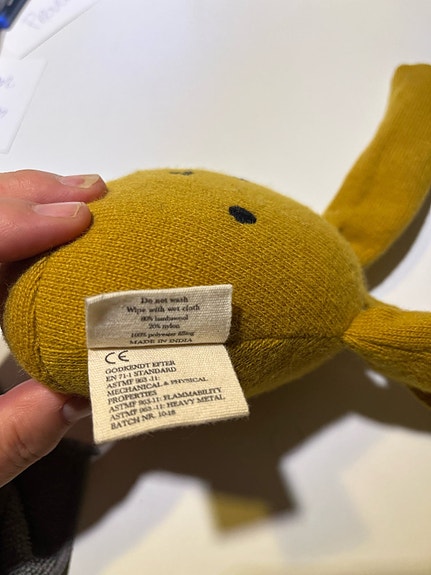 Do not wash
Wipe with wet cloth
80% lambswool
20% nylon
100% polyester filling
MADE IN INDIA
CE
GODKENDT EFTER
EN 71-1 STANDARD
ASTMF 963 -11:
MECHANICAL & PHYSICAL
PROPERTIES
ASTMF 963-11: FLAMMABILITY
ASTMF 963 -11: HEAVY METAL
BATCH NR. 10-18